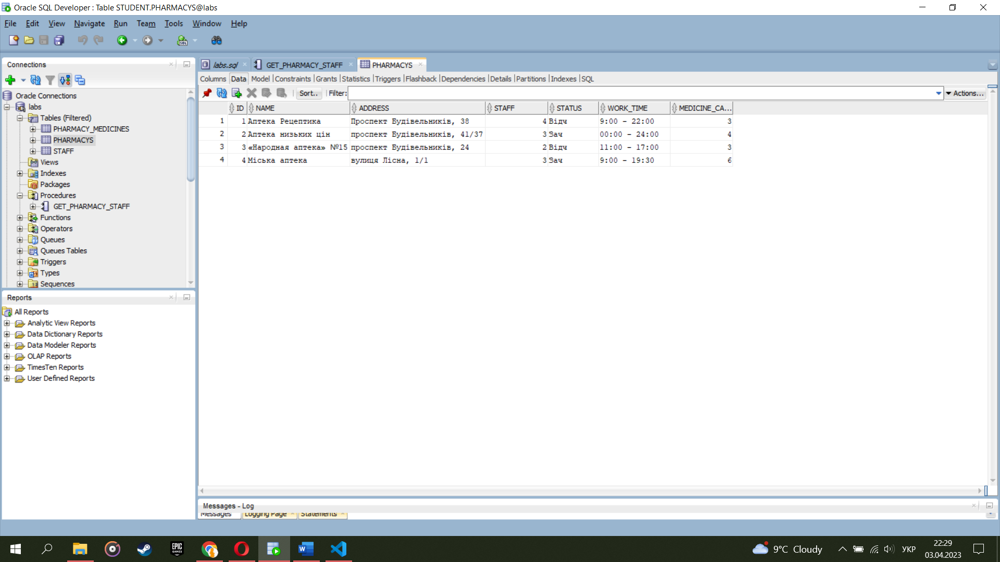 Oracle SQL Developer : Table STUDENT.PHARMACYS@labs
File Edit View Navigate Run Team Tools Window Help
Connections
Oracle Connections
labs
Tables (Filtered)
PHARMACY_MEDICINES
PHARMACYS
STAFF
Views
Indexes
Packages
Procedures
GET_PHARMACY_STAFF
Functions
Operators
Queues
Queues Tables
Triggers
Types
Sequences
Reports
All Reports
Analytic View Reports
Data Dictionary Reports
Data Modeler Reports
OLAP Reports
TimesTen Reports
User Defined Reports
labs.sql GET_PHARMACY_STAFF PHARMACYS
Columns Data Model Constraints Grants Statistics Triggers Flashback Dependencies Details Partitions Indexes SQL
Sort.. Filter: Actions...
ID NAME ADDRESS STAFF STATUS WORK_TIME MEDICINE_CA...
1 1 Аптека Рецептика Проспект Будівельників, 38 4 Відч 9:00 - 22:00 3
2 2 Аптека низьких цін проспект Будівельників, 41/37 3 Зач 00:00 - 24:00 4
3 3 «Народная аптека» №15 проспект Будівельників, 24 2 Відч 11:00 - 17:00 3
4 4 Міська аптека вулиця Лісна, 1/1 3 Зач 9:00 - 19:30 6
Messages - Log
Messages Logging Page Statements
EPIC GAMES
9°C Cloudy
УКР
22:29
03.04.2023